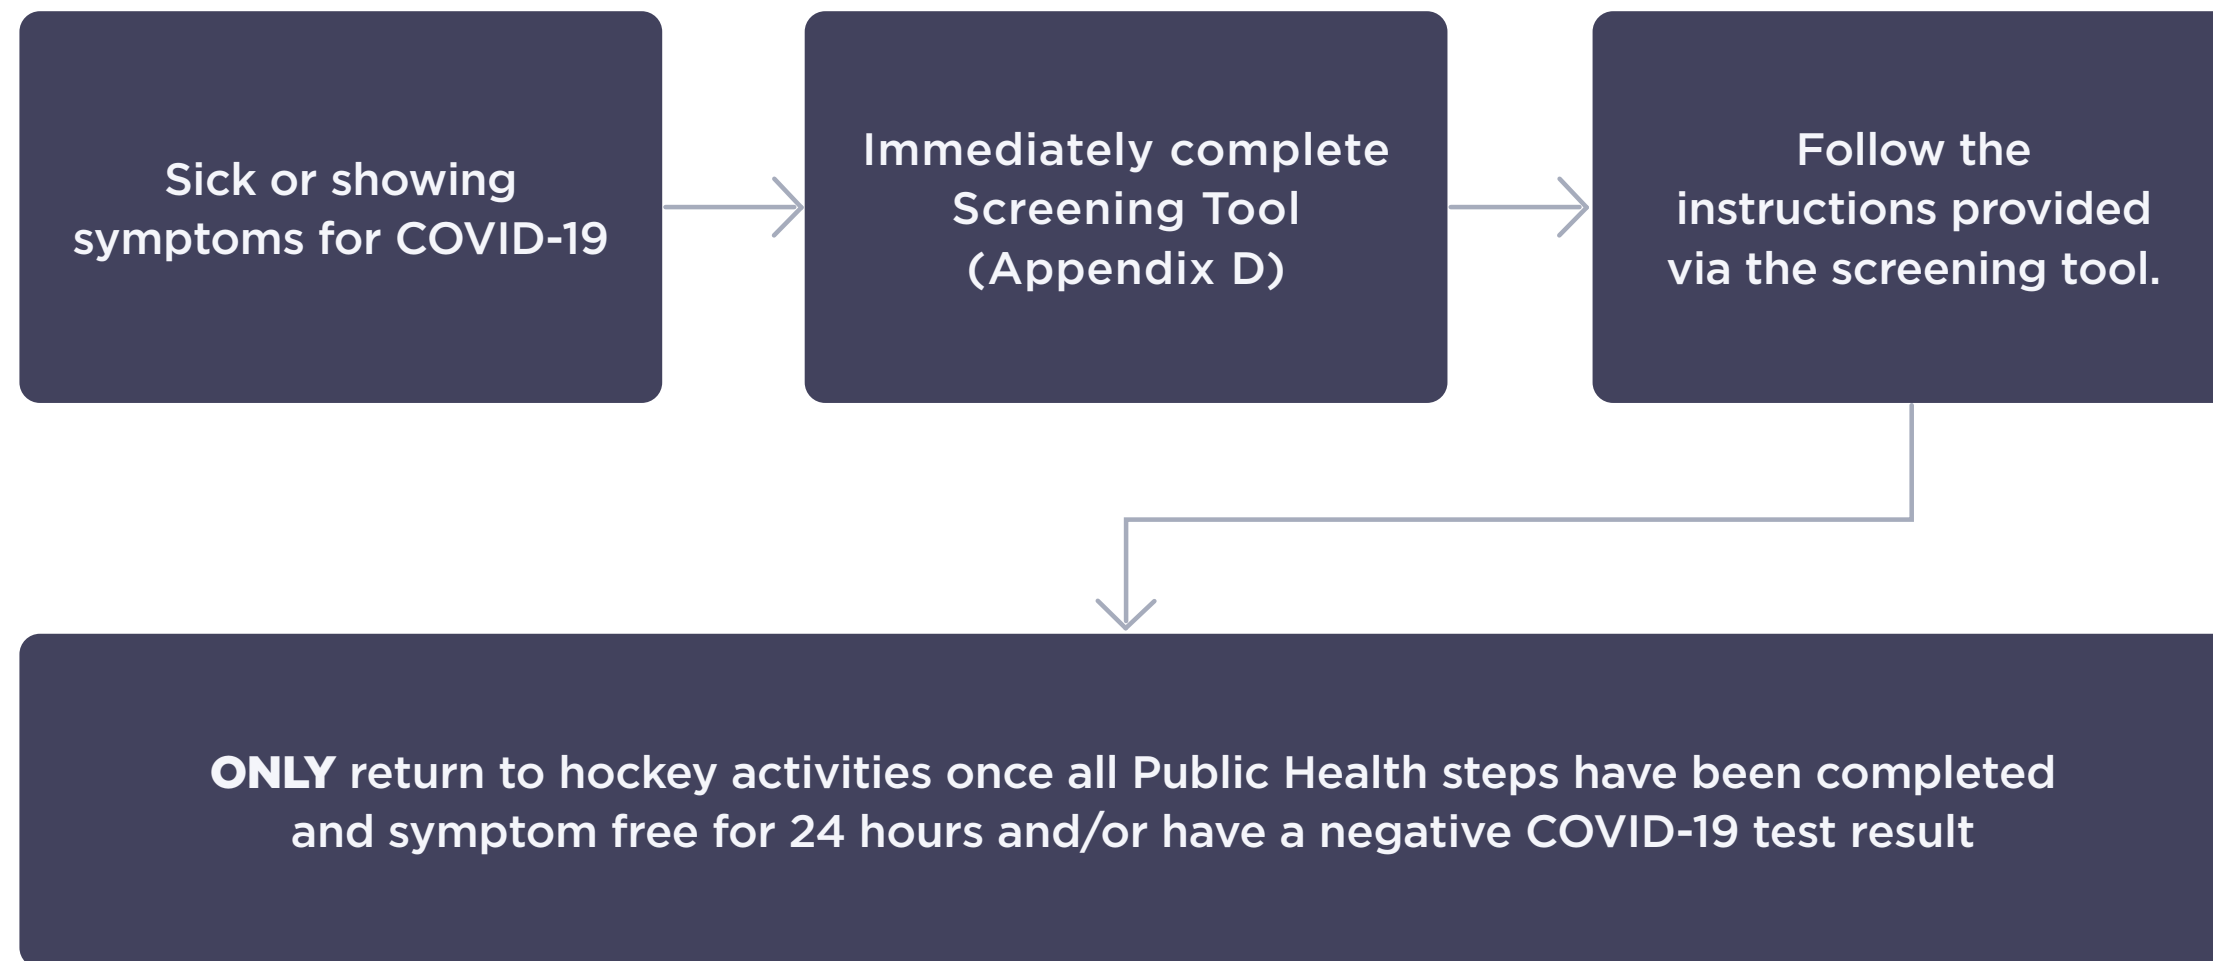 Sick or showing
symptoms for COVID-19
Immediately complete
Screening Tool
(Appendix D)
Follow the
instructions provided
via the screening tool.
ONLY return to hockey activities once all Public Health steps have been completed
and symptom free for 24 hours and/or have a negative COVID-19 test result